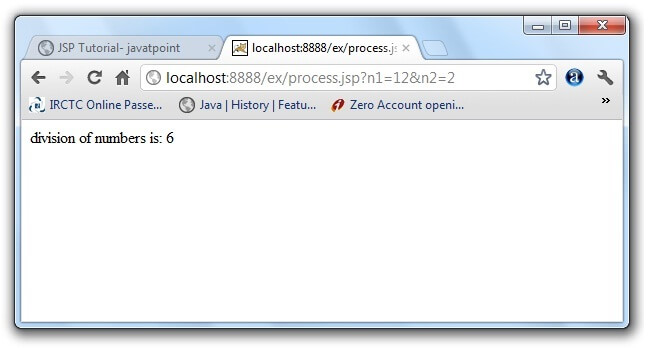 JSP Tutorial- javatpoint localhost:8888/ex/process.js
localhost:8888/ex/process.jsp?n1=12&n2=2
IRCTC Online Passe... Java | History | Featu... Zero Account openi... »
division of numbers is: 6